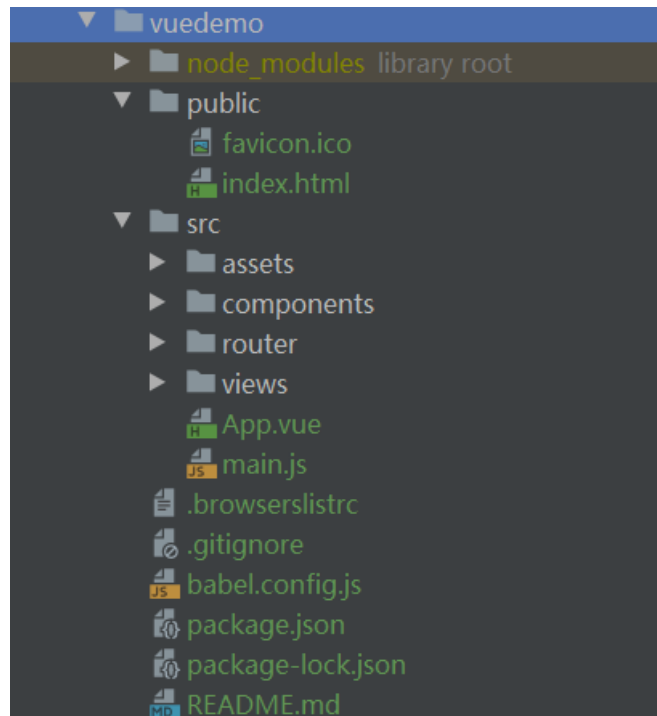 vuedemo
node_modules library root
public
favicon.ico
index.html
src
assets
components
router
views
App.vue
main.js
.browserslistrc
.gitignore
babel.config.js
package.json
package-lock.json
README.md